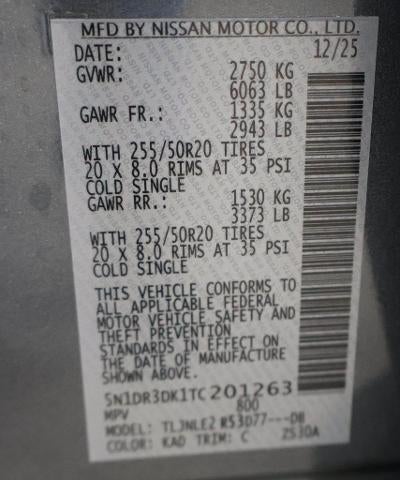 MFD BY NISSAN MOTOR CO., LTD.
DATE: 12/25
GVWR: 2750 KG
6063 LB
GAWR FR.: 1335 KG
2943 LB
WITH 255/50R20 TIRES
20 X 8.0 RIMS AT 35 PSI
COLD SINGLE
GAWR RR.: 1530 KG
3373 LB
WITH 255/50R20 TIRES
20 X 8.0 RIMS AT 35 PSI
COLD SINGLE
THIS VEHICLE CONFORMS TO
ALL APPLICABLE FEDERAL
MOTOR VEHICLE SAFETY AND
THEFT PREVENTION
STANDARDS IN EFFECT ON
THE DATE OF MANUFACTURE
SHOWN ABOVE.
5N1DR3DK1TC201263
MPV 800
MODEL: TLJNLE2 R53D77---DB
COLOR: KAD TRIM: C ZS30A